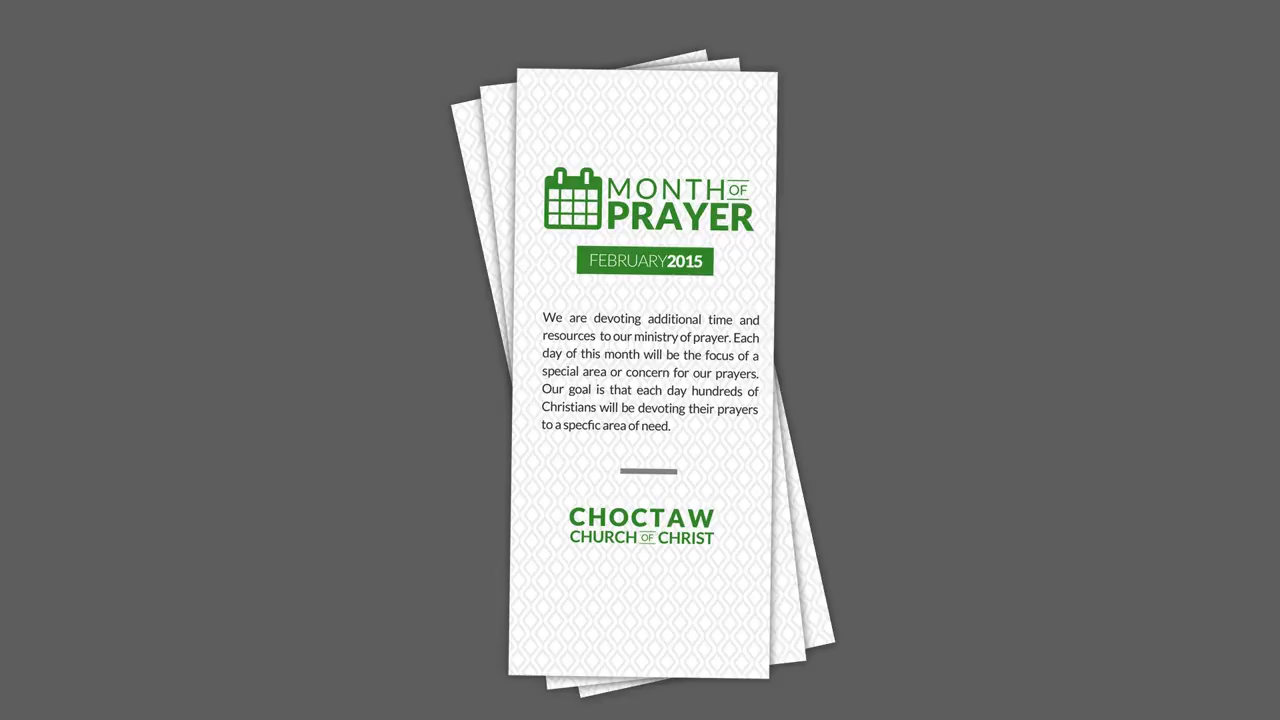 MONTH OF
PRAYER
FEBRUARY2015
We are devoting additional time and
resources to our ministry of prayer. Each
day of this month will be the focus of a
special area or concern for our prayers.
Our goal is that each day hundreds of
Christians will be devoting their prayers
to a specfic area of need.
CHOCTAW
CHURCH OF CHRIST